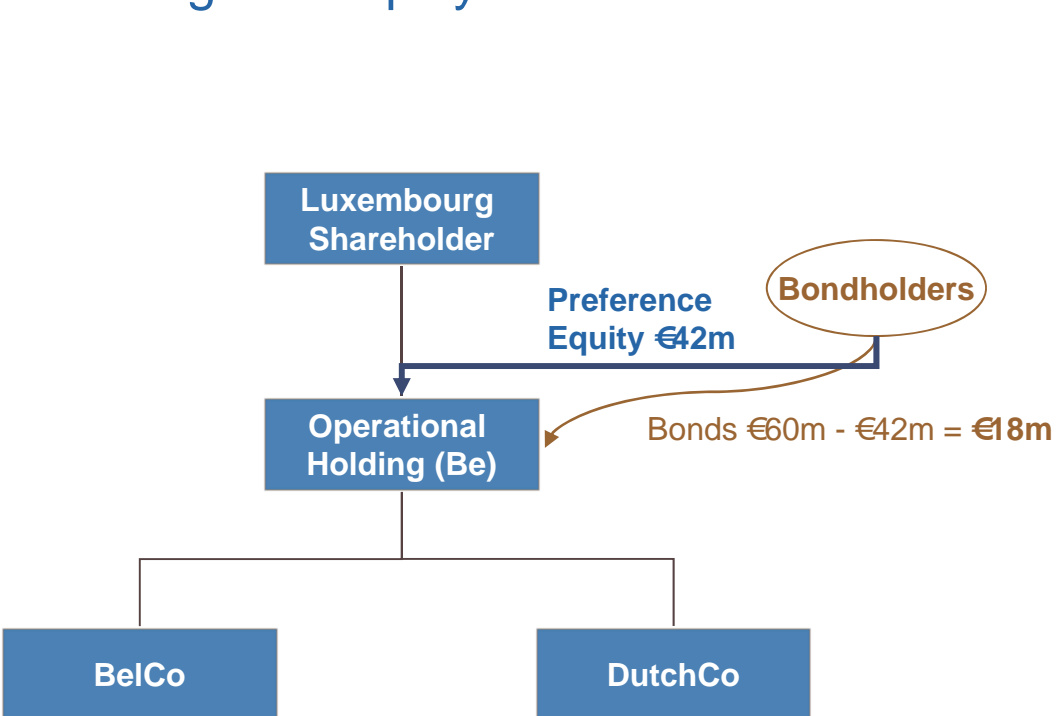 Luxembourg
Shareholder
Bondholders
Preference
Equity €42m
Operational
Holding (Be)
Bonds €60m - €42m = €18m
BelCo
DutchCo